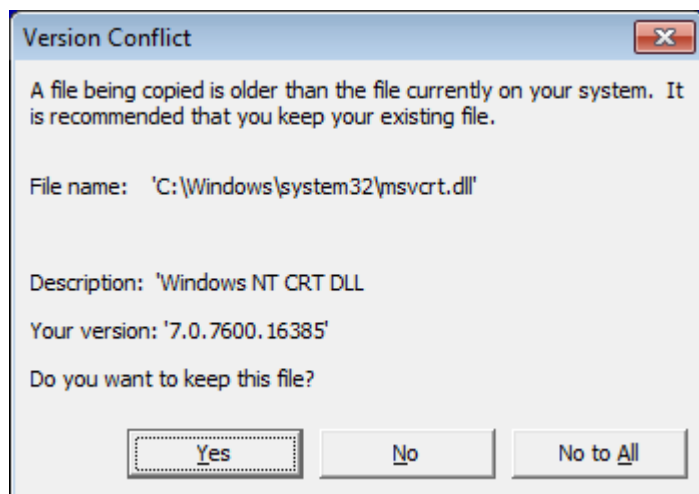 Version Conflict
A file being copied is older than the file currently on your system.  It
is recommended that you keep your existing file.
File name:   'C:\Windows\system32\msvcrt.dll'
Description:  'Windows NT CRT DLL
Your version: '7.0.7600.16385'
Do you want to keep this file?
Yes No No to All